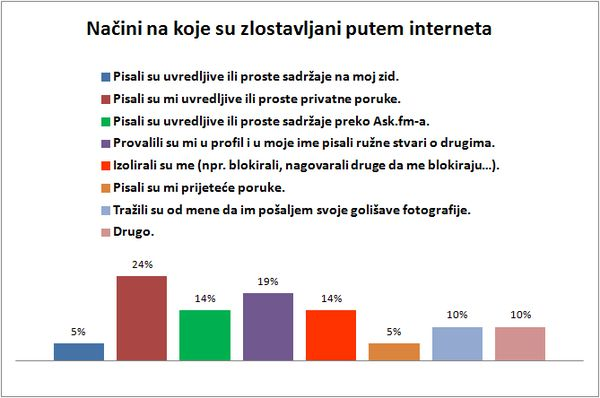 Načini na koje su zlostavljani putem interneta
Pisali su uvredljive ili proste sadržaje na moj zid.
Pisali su mi uvredljive ili proste privatne poruke.
Pisali su uvredljive ili proste sadržaje preko Ask.fm-a.
Provalili su mi u profil i u moje ime pisali ružne stvari o drugima.
Izolirali su me (npr. blokirali, nagovarali druge da me blokiraju...).
Pisali su mi prijeteće poruke.
Tražili su od mene da im pošaljem svoje golišave fotografije.
Drugo.
5%
24%
14%
19%
14%
5%
10%
10%